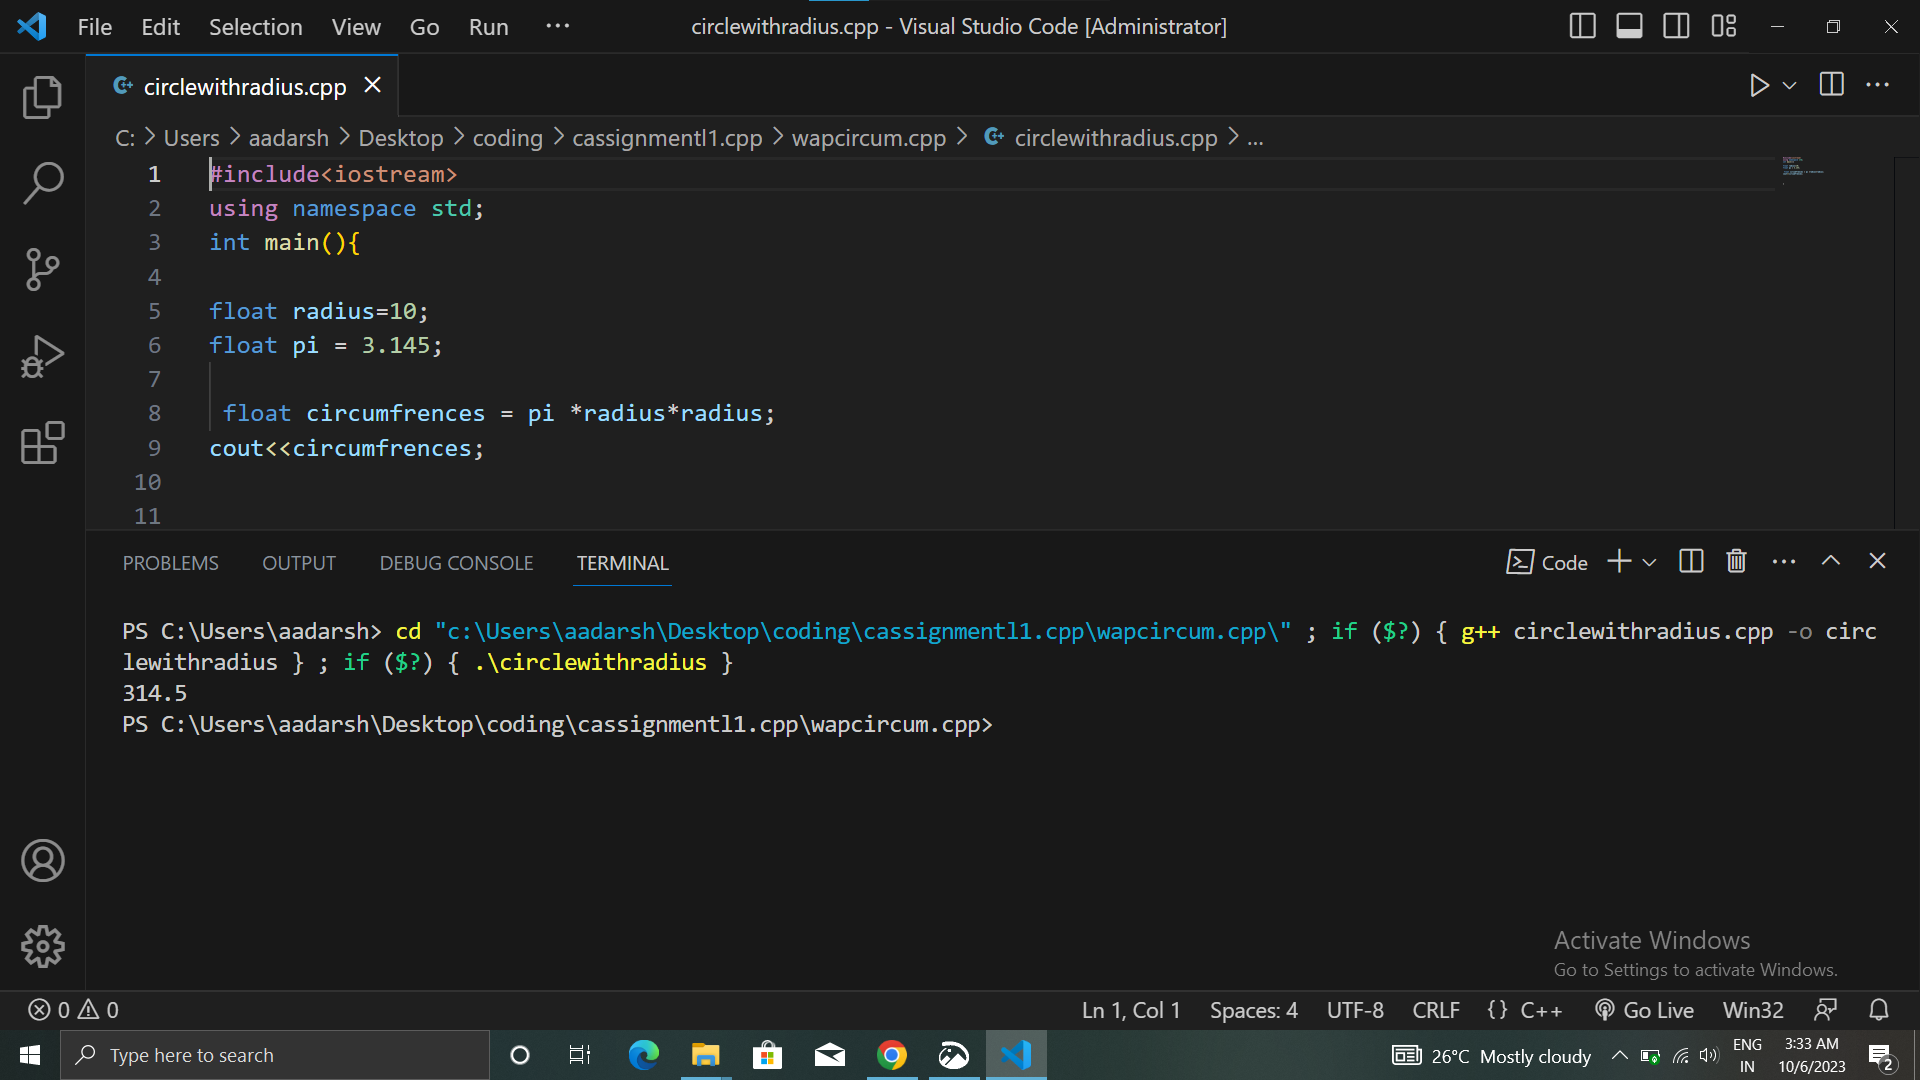 File Edit Selection View Go Run ··· circlewithradius.cpp - Visual Studio Code [Administrator]
circlewithradius.cpp
C: > Users > aadarsh > Desktop > coding > cassignmentl1.cpp > wapcircum.cpp > circlewithradius.cpp > ...
1 #include<iostream>
2 using namespace std;
3 int main(){
4
5 float radius=10;
6 float pi = 3.145;
7
8 float circumfrences = pi *radius*radius;
9 cout<<circumfrences;
10
11
PROBLEMS OUTPUT DEBUG CONSOLE TERMINAL Code
PS C:\Users\aadarsh> cd "c:\Users\aadarsh\Desktop\coding\cassignmentl1.cpp\wapcircum.cpp\" ; if ($?) { g++ circlewithradius.cpp -o circ
lewithradius } ; if ($?) { .\circlewithradius }
314.5
PS C:\Users\aadarsh\Desktop\coding\cassignmentl1.cpp\wapcircum.cpp>
Activate Windows
Go to Settings to activate Windows.
0 0 Ln 1, Col 1 Spaces: 4 UTF-8 CRLF {} C++ Go Live Win32
Type here to search 26°C Mostly cloudy ENG IN 3:33 AM 10/6/2023 2